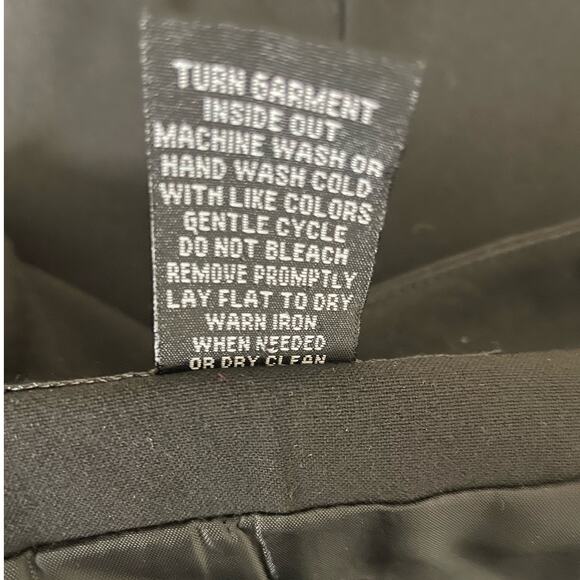 TURN GARMENT
INSIDE OUT
MACHINE WASH OR
HAND WASH COLD
WITH LIKE COLORS
GENTLE CYCLE
DO NOT BLEACH
REMOVE PROMPTLY
LAY FLAT TO DRY
WARN IRON
WHEN NEEDED
OR DRY CLEAN